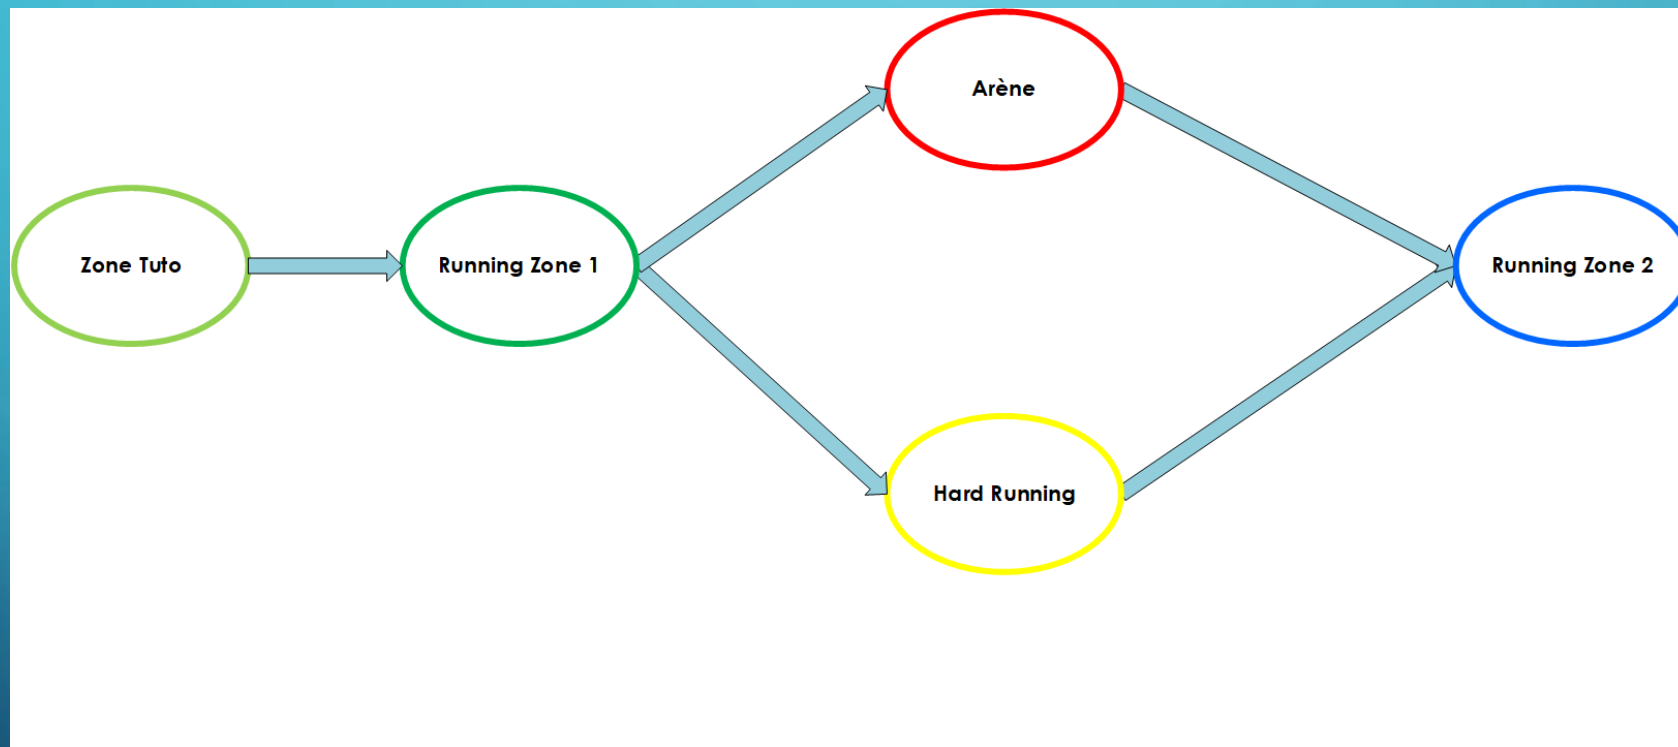 Arène
Zone Tuto
Running Zone 1
Running Zone 2
Hard Running